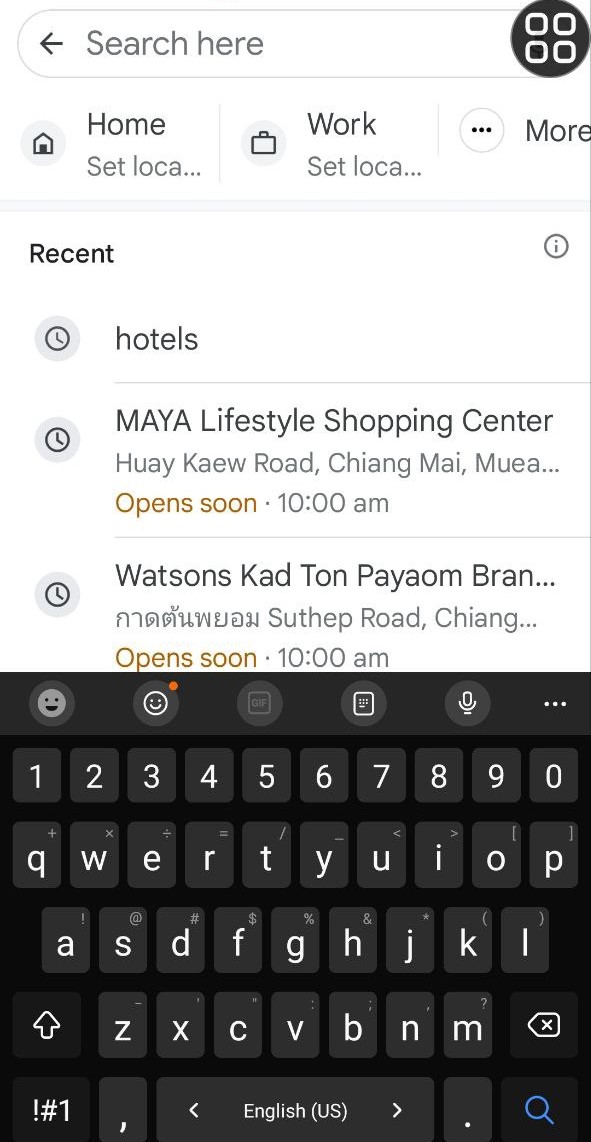 Search here
Home
Set loca...
Work
Set loca...
More
Recent
hotels
MAYA Lifestyle Shopping Center
Huay Kaew Road, Chiang Mai, Muea...
Opens soon · 10:00 am
Watsons Kad Ton Payaom Bran...
กาดต้นพยอม Suthep Road, Chiang...
Opens soon · 10:00 am
GIF
1 2 3 4 5 6 7 8 9 0
+ × ÷ = / _ < > [ ]
q w e r t y u i o p
! @ # $ % & * ( )
a s d f g h j k l
- ' " : ; , ?
z x c v b n m
!#1 , < English (US) > .